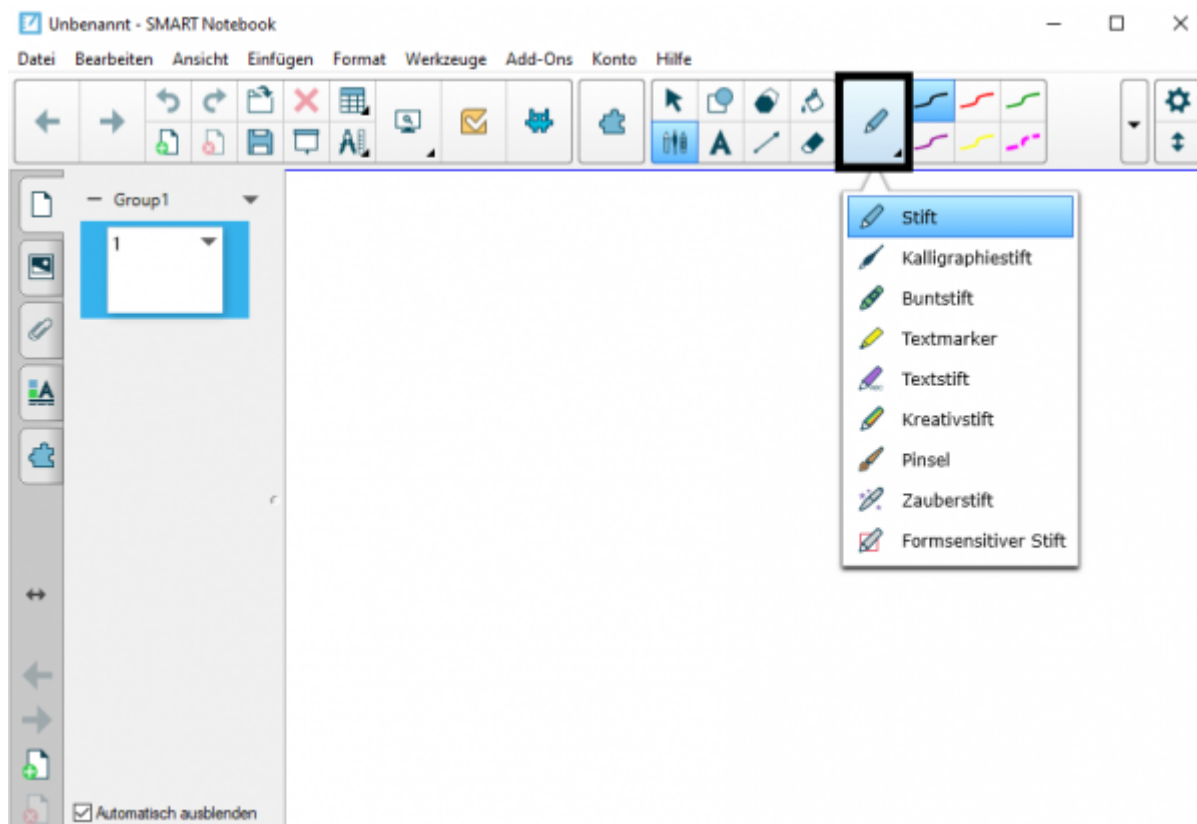 Unbenannt - SMART Notebook
Datei Bearbeiten Ansicht Einfügen Format Werkzeuge Add-Ons Konto Hilfe
Group1
1
Stift
Kalligraphiestift
Buntstift
Textmarker
Textstift
Kreativstift
Pinsel
Zauberstift
Formsensitiver Stift
Automatisch ausblenden